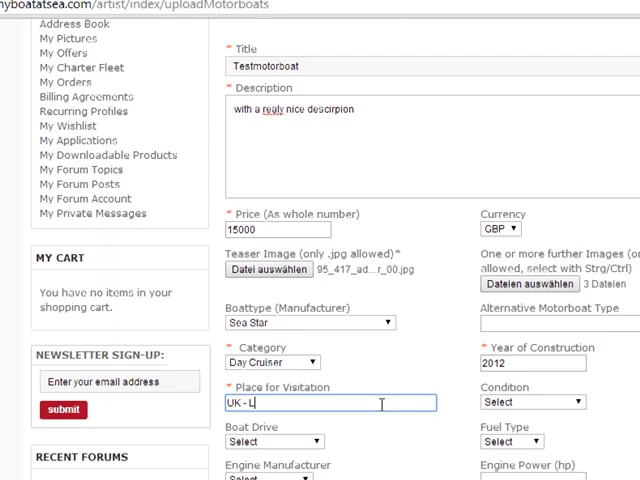 myboatatsea.com/artist/index/uploadMotorboats
Address Book
My Pictures
My Offers
My Charter Fleet
My Orders
Billing Agreements
Recurring Profiles
My Wishlist
My Applications
My Downloadable Products
My Forum Topics
My Forum Posts
My Forum Account
My Private Messages
MY CART
You have no items in your
shopping cart.
NEWSLETTER SIGN-UP:
Enter your email address
submit
RECENT FORUMS
* Title
Testmotorboat
* Description
with a realy nice descirpion
* Price (As whole number)
15000
Currency
GBP
Teaser Image (only .jpg allowed)*
Datei auswählen 95_417_ad...r_00.jpg
One or more further Images (or
allowed, select with Strg/Ctrl)
Dateien auswählen 3 Dateien
Boattype (Manufacturer)
Sea Star
Alternative Motorboat Type
* Category
Day Cruiser
* Year of Construction
2012
* Place for Visitation
UK - L
Condition
Select
Boat Drive
Select
Fuel Type
Select
Engine Manufacturer
Select
Engine Power (hp)